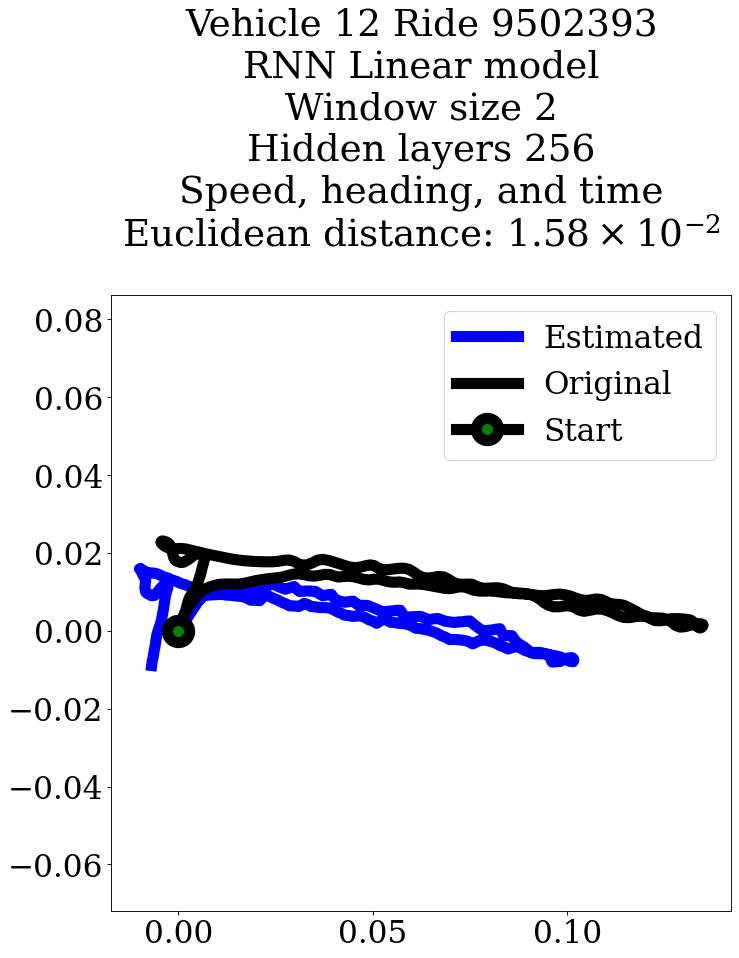 Vehicle 12 Ride 9502393
RNN Linear model
Window size 2
Hidden layers 256
Speed, heading, and time
Euclidean distance: 1.58 × 10⁻²
Estimated
Original
Start
0.08
0.06
0.04
0.02
0.00
−0.02
−0.04
−0.06
0.00 0.05 0.10